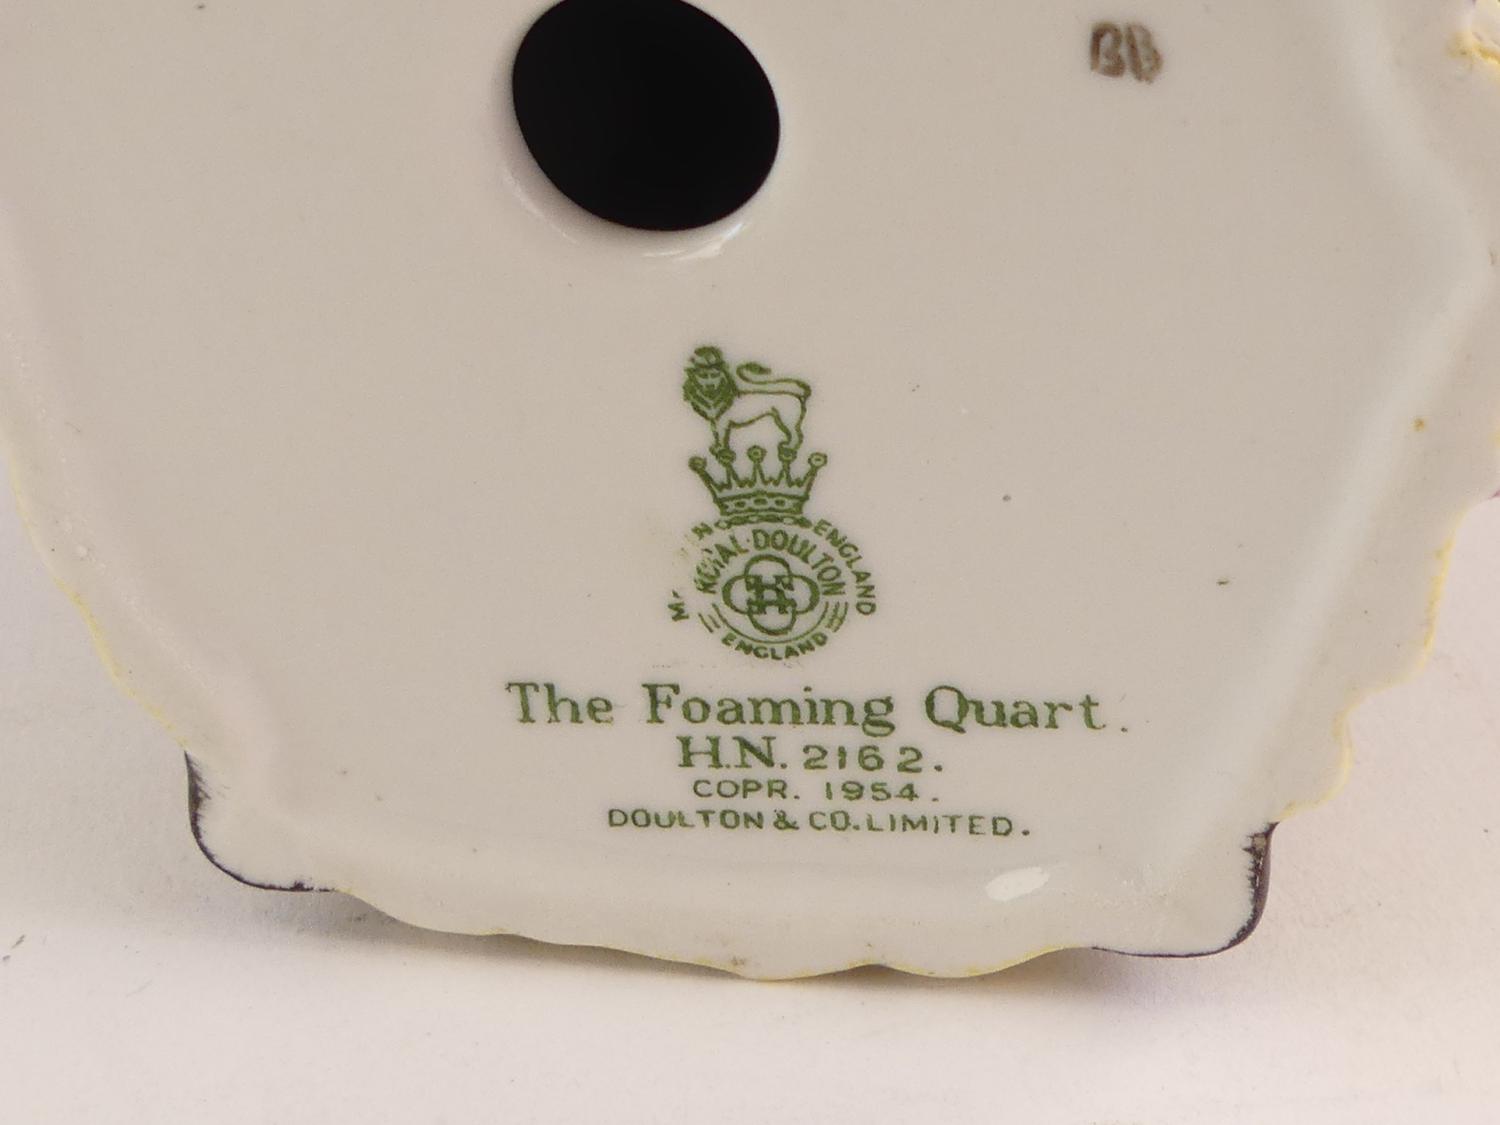 BB
ENGLAND
ROYAL·DOULTON
ENGLAND
The Foaming Quart.
H.N. 2162.
COPR. 1954.
DOULTON & CO. LIMITED.